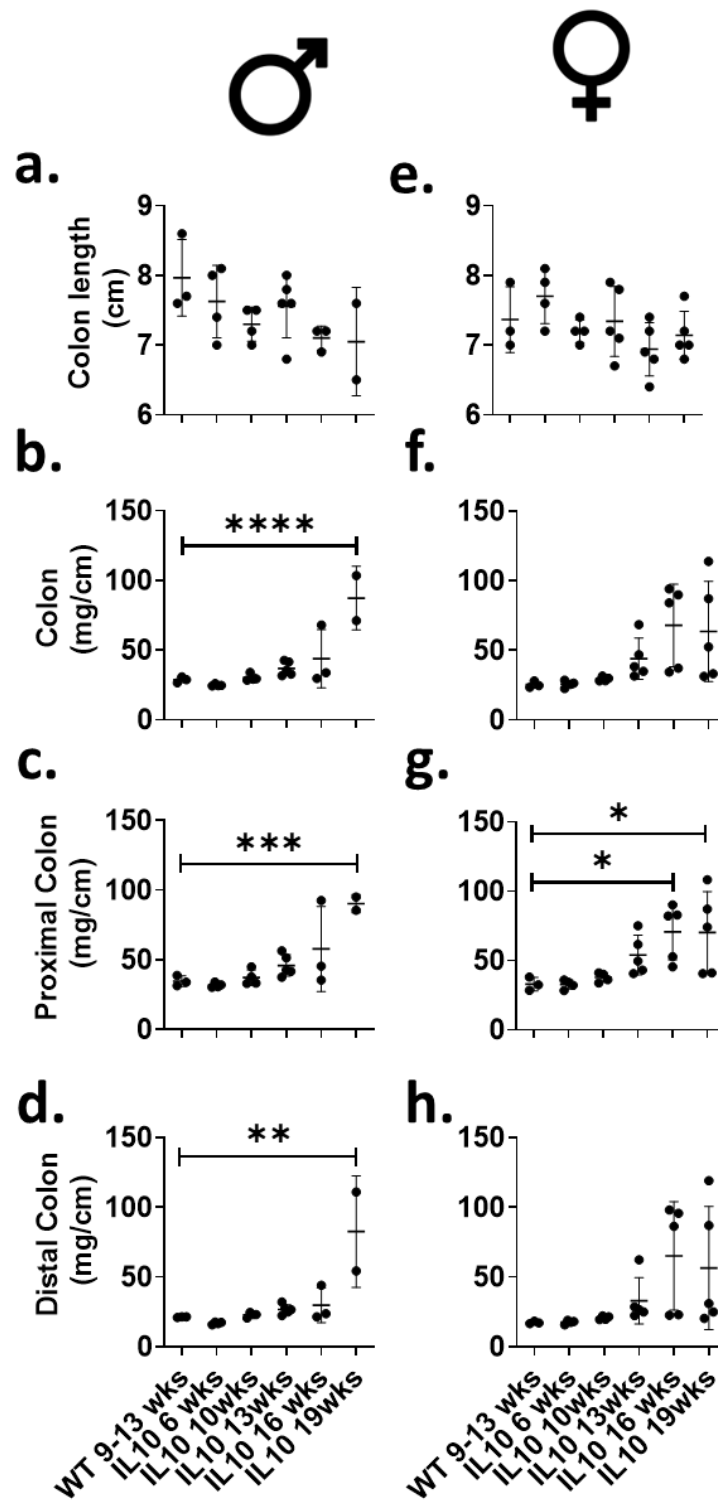 ♂ ♀
a. e.
Colon length
(cm)
9
8
7
6
9
8
7
6
b. f.
Colon
(mg/cm)
150
100
50
0
****
150
100
50
0
c. g.
Proximal Colon
(mg/cm)
150
100
50
0
***
150
100
50
0
*
*
d. h.
Distal Colon
(mg/cm)
150
100
50
0
**
150
100
50
0
WT 9-13 wks
IL10 6 wks
IL10 10wks
IL10 13wks
IL10 16 wks
IL10 19wks
WT 9-13 wks
IL10 6 wks
IL10 10wks
IL10 13wks
IL10 16 wks
IL10 19wks